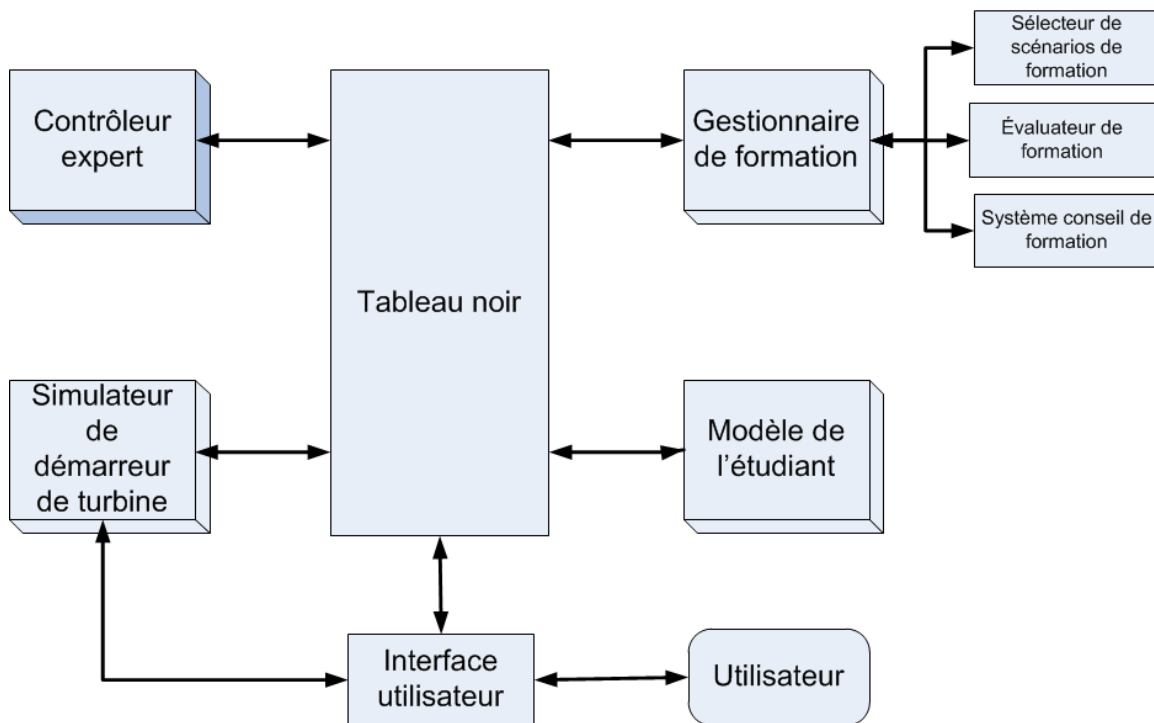 Contrôleur
expert
Tableau noir
Gestionnaire
de formation
Sélecteur de
scénarios de
formation
Évaluateur de
formation
Système conseil de
formation
Simulateur
de
démarreur
de turbine
Modèle de
l’étudiant
Interface
utilisateur
Utilisateur